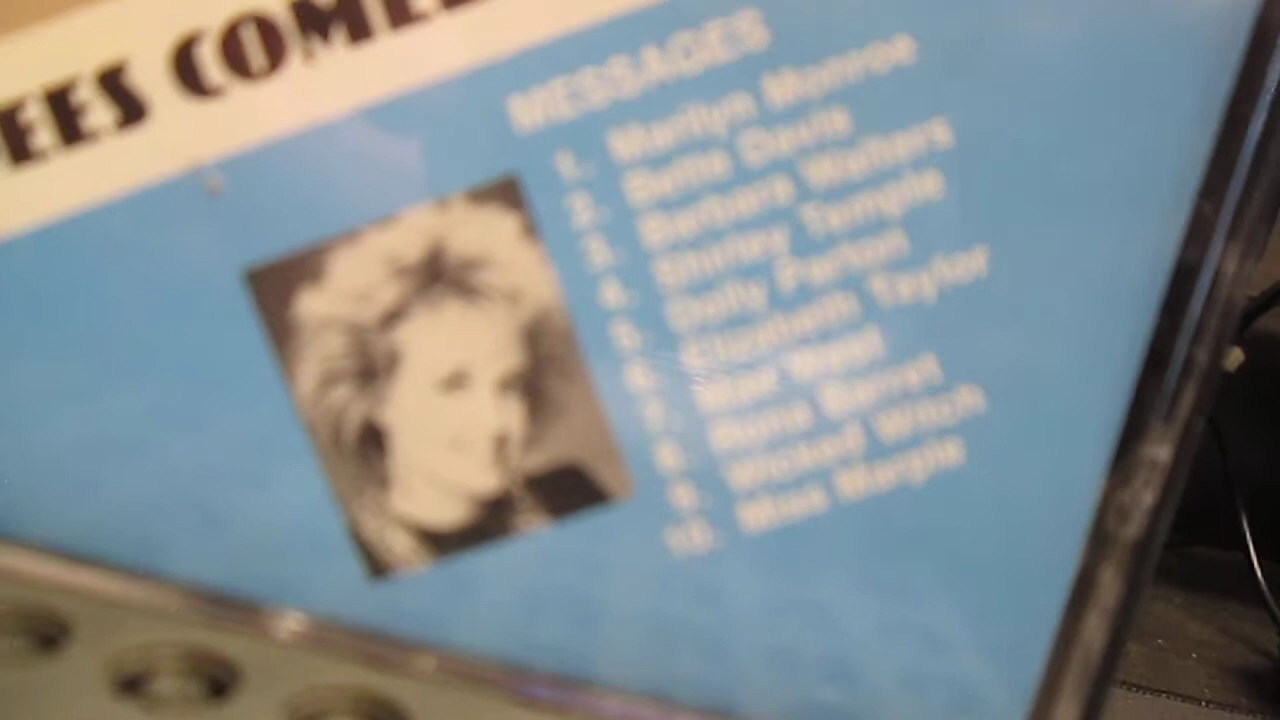 EES COME
MESSAGES
1. Marilyn Monroe
2. Bette Davis
3. Barbara Walters
4. Shirley Temple
5. Dolly Parton
6. Elizabeth Taylor
7. Mae West
8. Rona Barret
9. Wicked Witch
10. Miss Margie